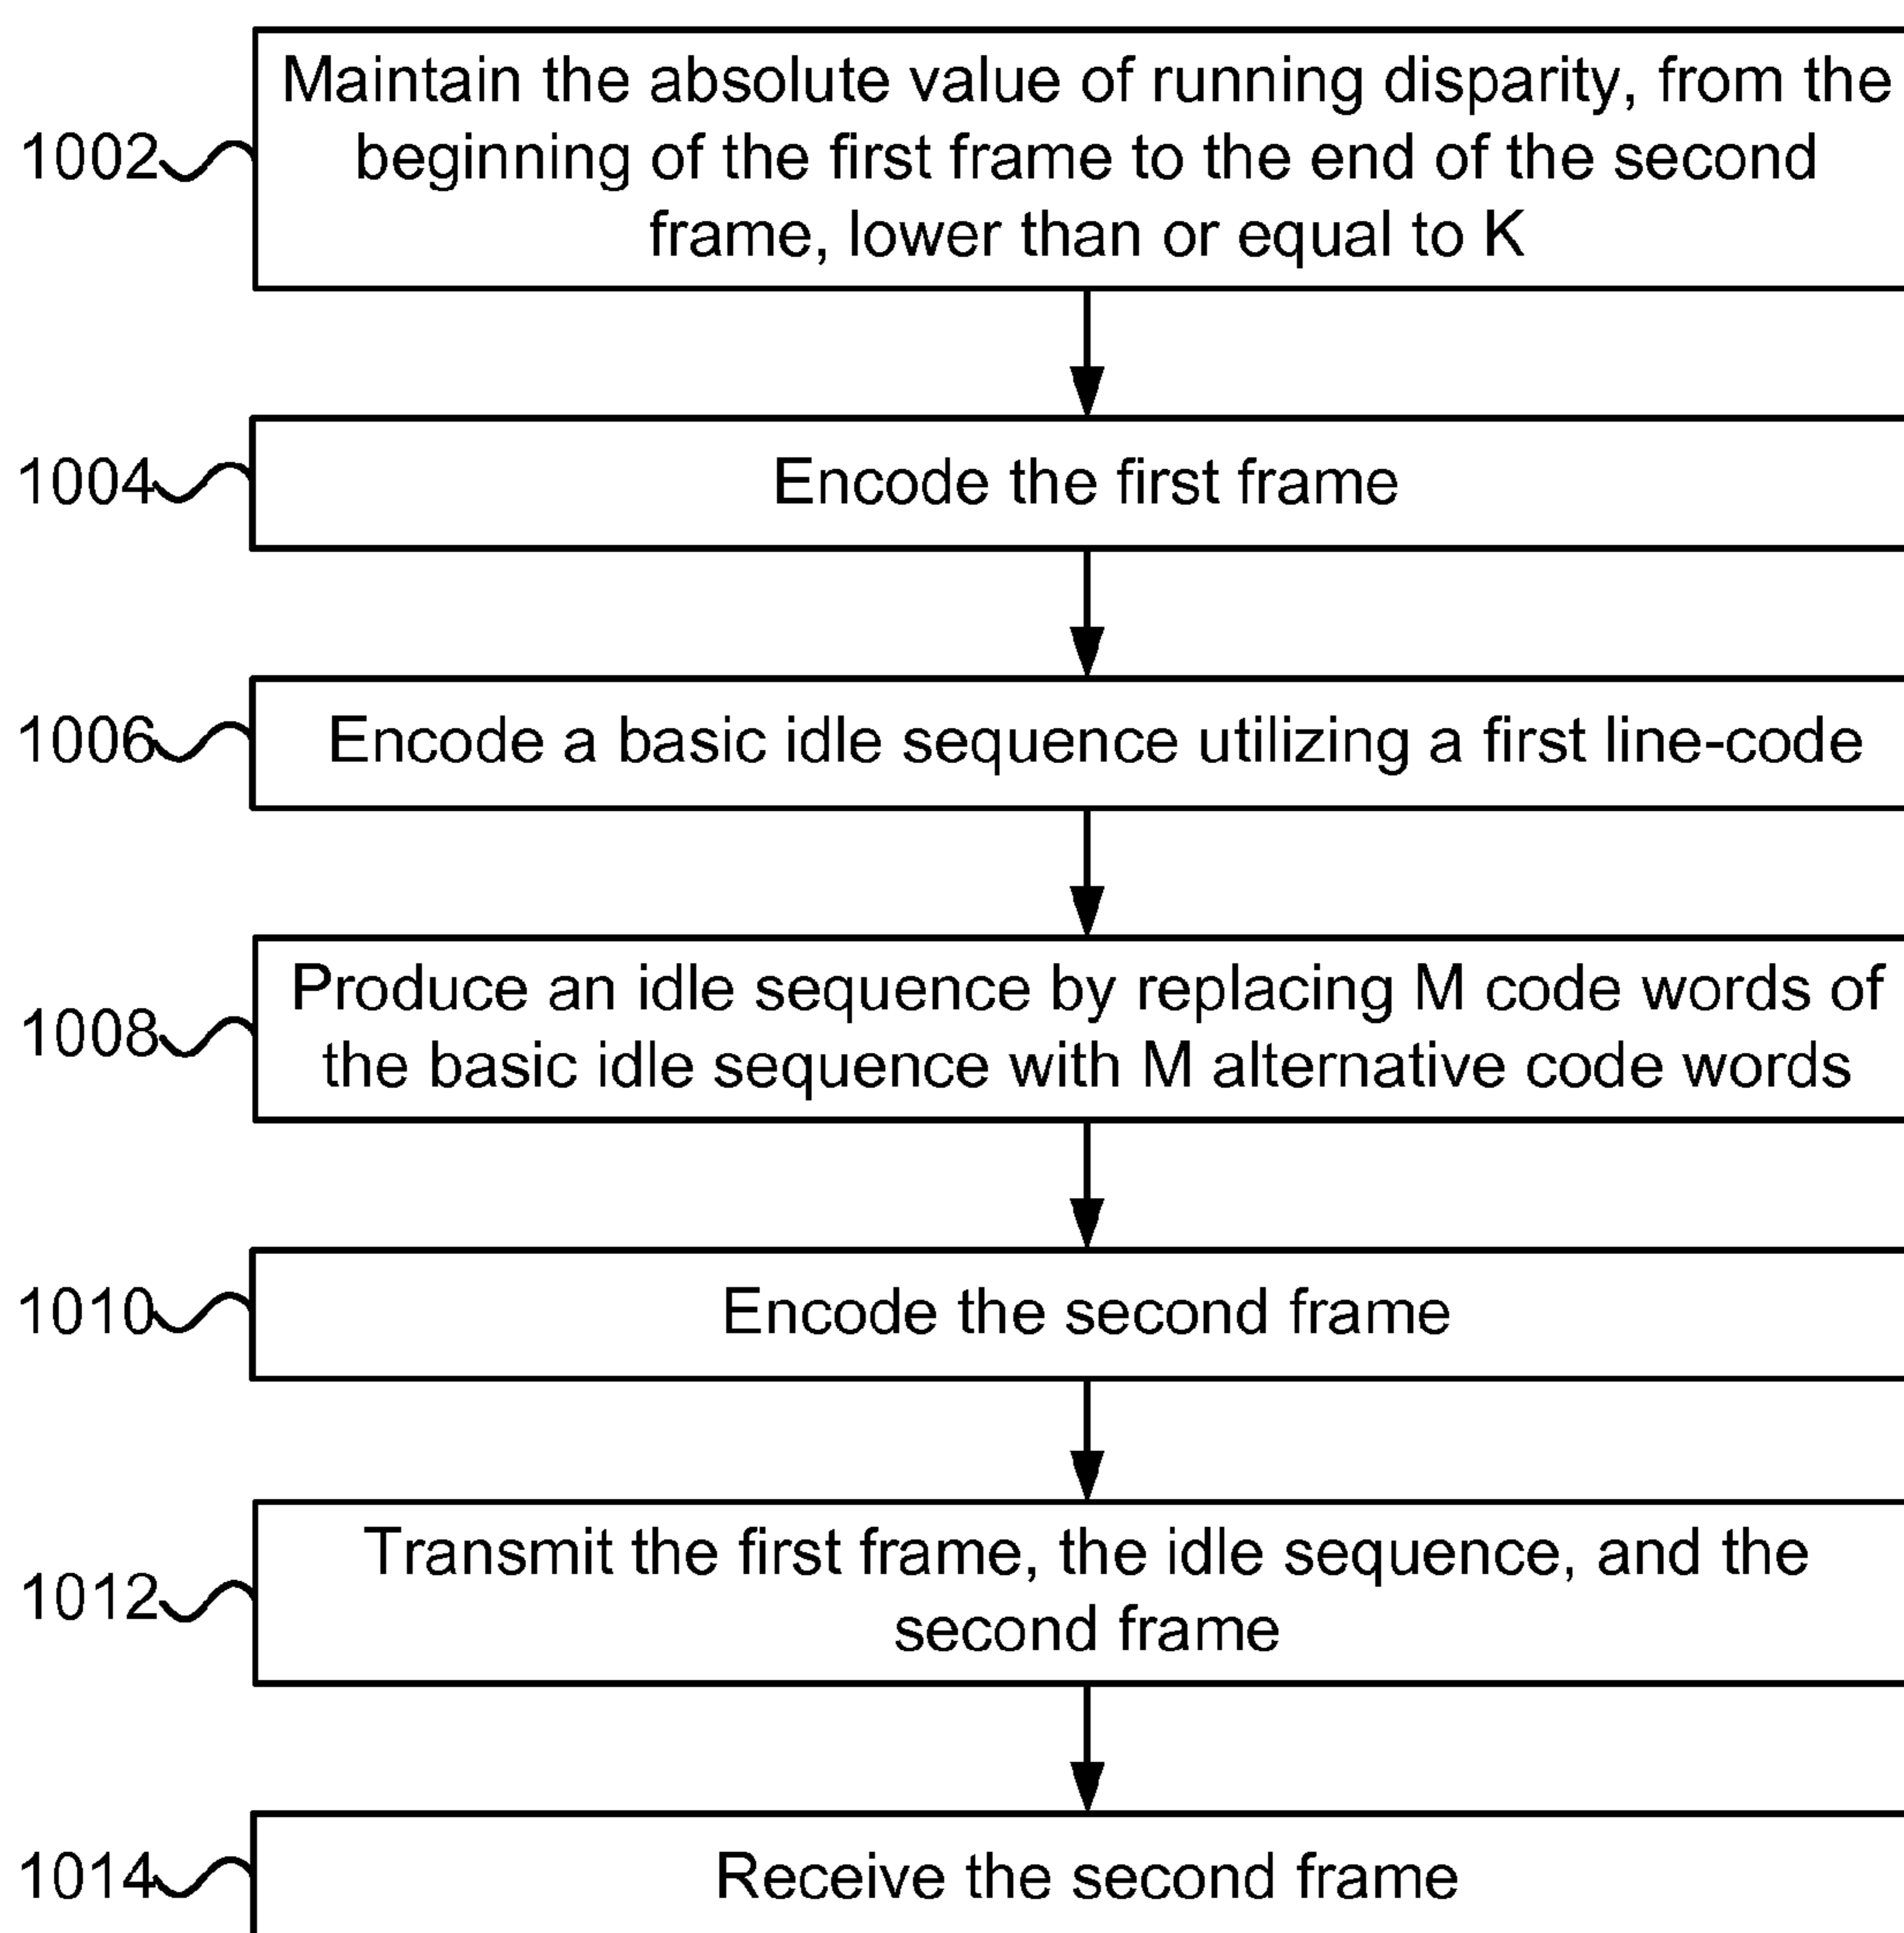 Maintain the absolute value of running disparity, from the
1002 beginning of the first frame to the end of the second
frame, lower than or equal to K
1004 Encode the first frame
1006 Encode a basic idle sequence utilizing a first line-code
Produce an idle sequence by replacing M code words of
1008 the basic idle sequence with M alternative code words
1010 Encode the second frame
Transmit the first frame, the idle sequence, and the
1012 second frame
1014 Receive the second frame